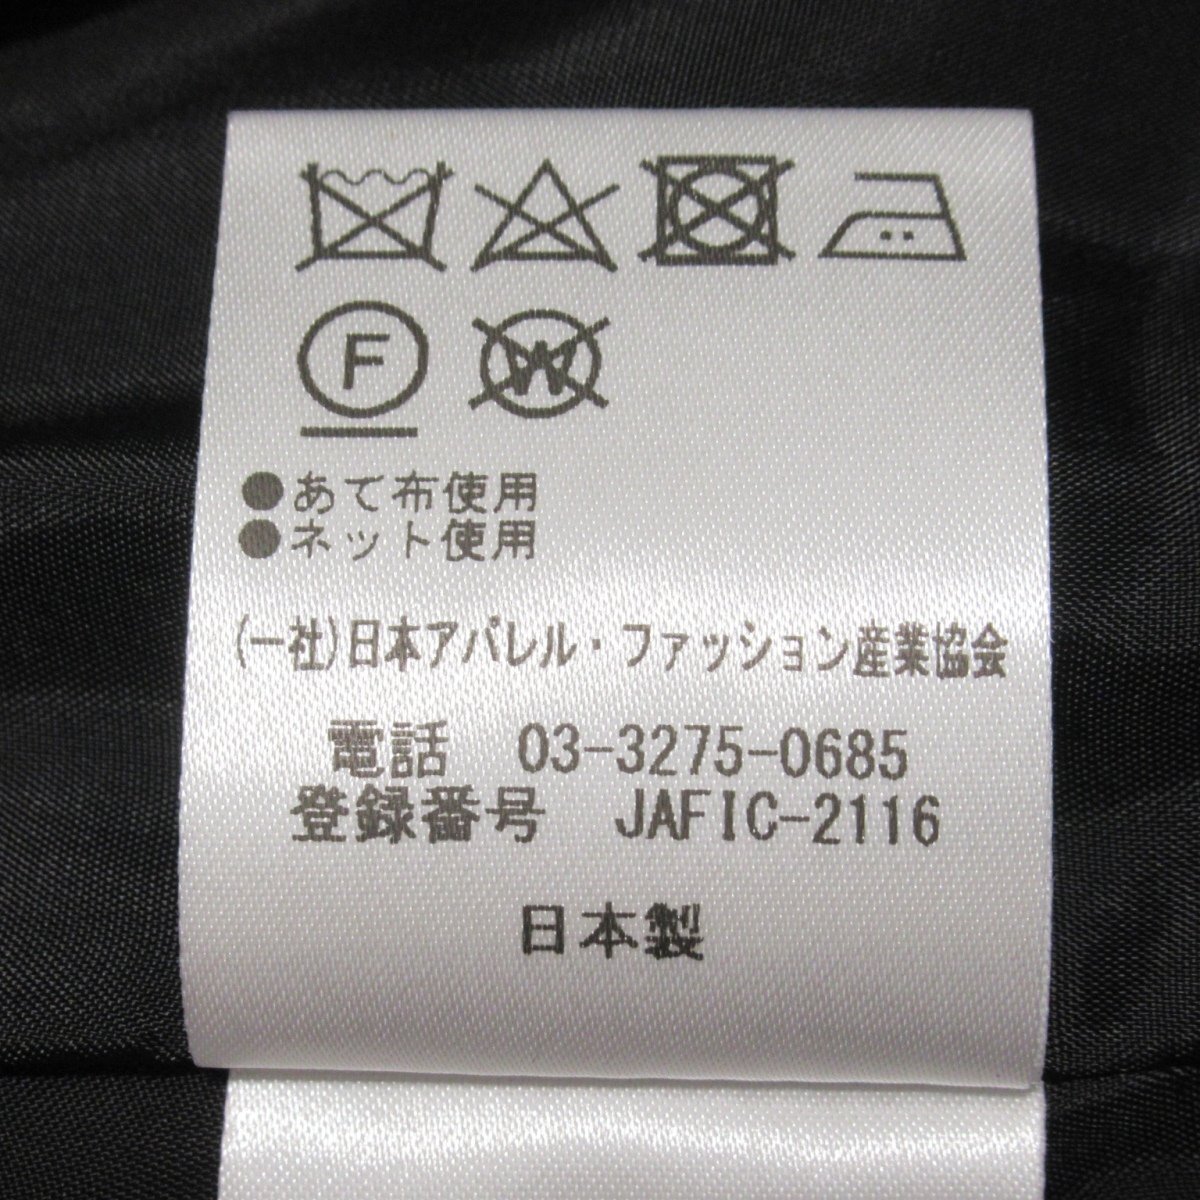 F W
●あて布使用
●ネット使用
(一社)日本アパレル・ファッション産業協会
電話 03-3275-0685
登録番号 JAFIC-2116
日本製